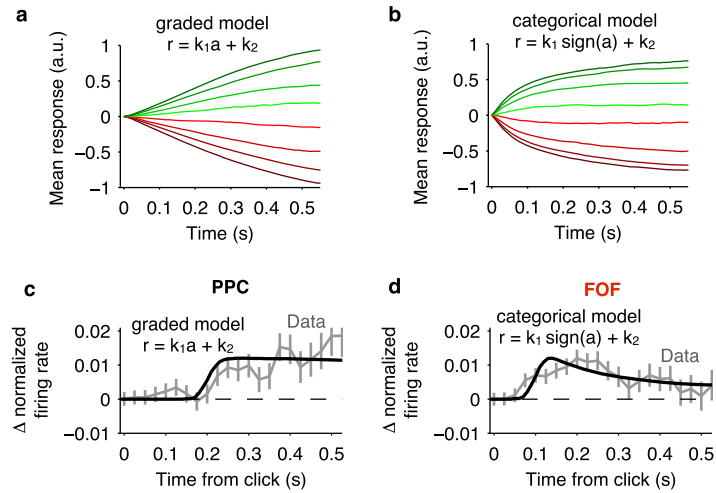 a
graded model
r = k₁a + k₂
Mean response (a.u.)
1
0.5
0
−0.5
−1
0 0.1 0.2 0.3 0.4 0.5
Time (s)
b
categorical model
r = k₁ sign(a) + k₂
Mean response (a.u.)
1
0.5
0
−0.5
−1
0 0.1 0.2 0.3 0.4 0.5
Time (s)
c
PPC
graded model
r = k₁a + k₂
Data
Δ normalized
firing rate
0.02
0.01
0
−0.01
0 0.1 0.2 0.3 0.4 0.5
Time from click (s)
d
FOF
categorical model
r = k₁ sign(a) + k₂
Data
Δ normalized
firing rate
0.02
0.01
0
−0.01
0 0.1 0.2 0.3 0.4 0.5
Time from click (s)